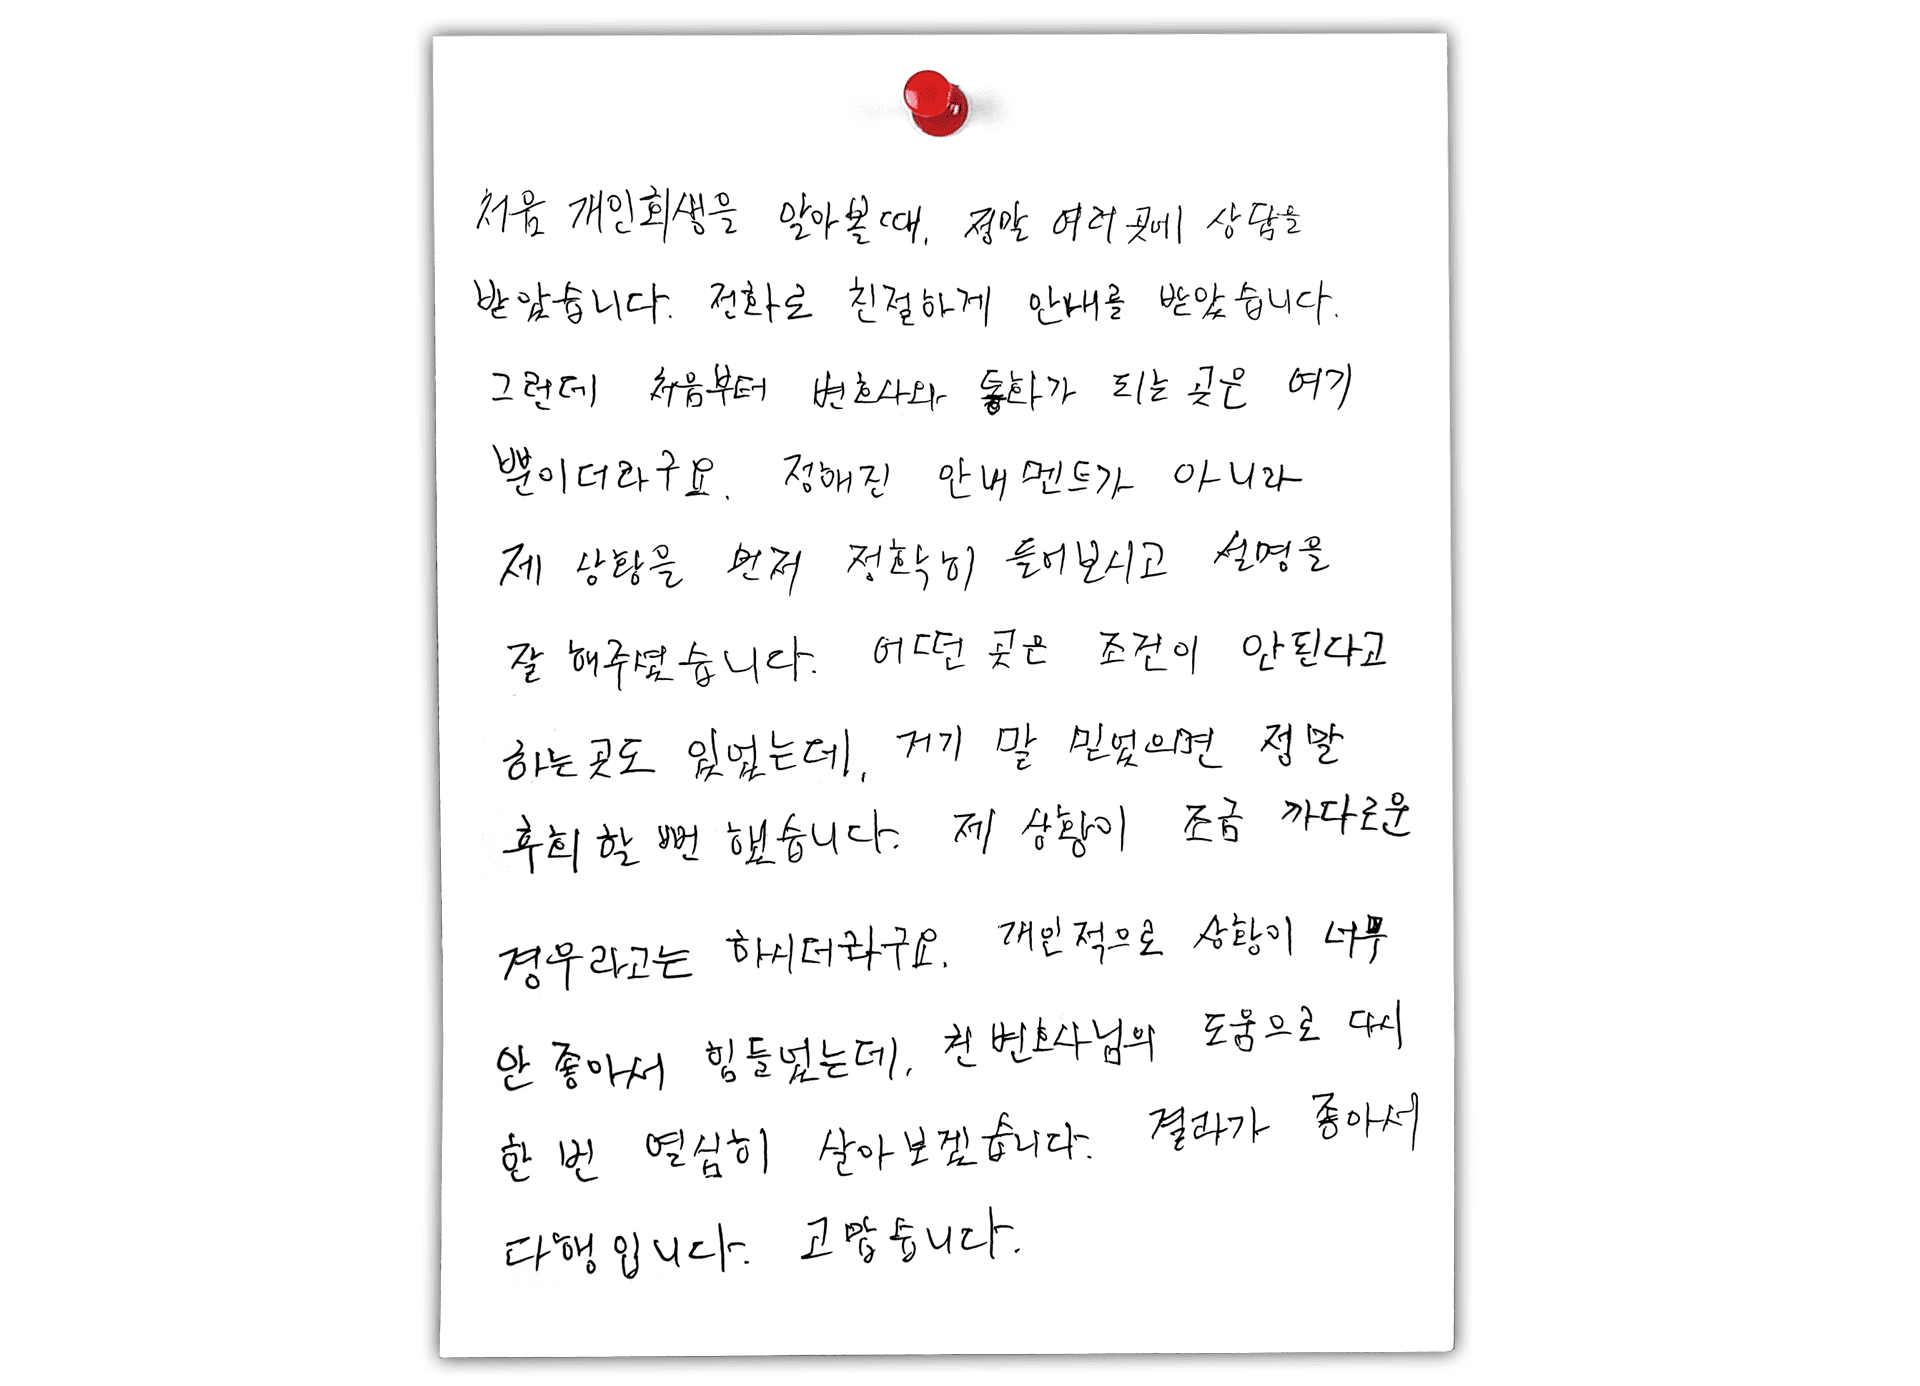 처음 개인회생을 알아볼때, 정말 여러곳에 상담을
받았습니다. 전화로 친절하게 안내를 받았습니다.
그런데 처음부터 변호사와 통화가 되는 곳은 여기
뿐이더라구요. 정해진 안내멘트가 아니라
제 상황을 먼저 정확히 들어보시고 설명을
잘 해주셨습니다. 어떤 곳은 조건이 안된다고
하는곳도 있었는데, 거기 말 믿었으면 정말
후회할 뻔 했습니다. 제 상황이 조금 까다로운
경우라고는 하시더라구요. 개인적으로 상황이 너무
안 좋아서 힘들었는데, 천 변호사님의 도움으로 다시
한 번 열심히 살아보겠습니다. 결과가 좋아서
다행입니다. 고맙습니다.